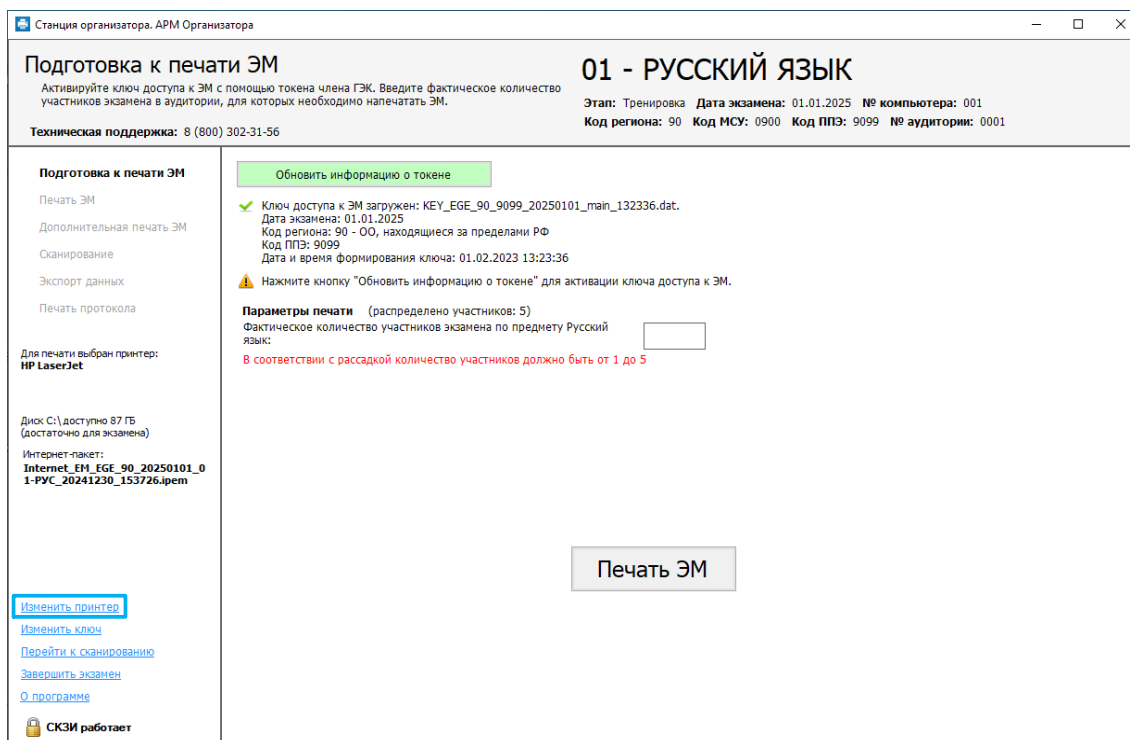 Станция организатора. АРМ Организатора
Подготовка к печати ЭМ
Активируйте ключ доступа к ЭМ с помощью токена члена ГЭК. Введите фактическое количество
участников экзамена в аудитории, для которых необходимо напечатать ЭМ.
Техническая поддержка: 8 (800) 302-31-56
01 - РУССКИЙ ЯЗЫК
Этап: Тренировка Дата экзамена: 01.01.2025 № компьютера: 001
Код региона: 90 Код МСУ: 0900 Код ППЭ: 9099 № аудитории: 0001
Подготовка к печати ЭМ
Печать ЭМ
Дополнительная печать ЭМ
Сканирование
Экспорт данных
Печать протокола
Для печати выбран принтер:
HP LaserJet
Диск C:\ доступно 87 ГБ
(достаточно для экзамена)
Интернет-пакет:
Internet_EM_EGE_90_20250101_0
1-РУС_20241230_153726.ipem
Изменить принтер
Изменить ключ
Перейти к сканированию
Завершить экзамен
О программе
СКЗИ работает
Обновить информацию о токене
Ключ доступа к ЭМ загружен: KEY_EGE_90_9099_20250101_main_132336.dat.
Дата экзамена: 01.01.2025
Код региона: 90 - ОО, находящиеся за пределами РФ
Код ППЭ: 9099
Дата и время формирования ключа: 01.02.2023 13:23:36
Нажмите кнопку "Обновить информацию о токене" для активации ключа доступа к ЭМ.
Параметры печати (распределено участников: 5)
Фактическое количество участников экзамена по предмету Русский
язык:
В соответствии с рассадкой количество участников должно быть от 1 до 5
Печать ЭМ